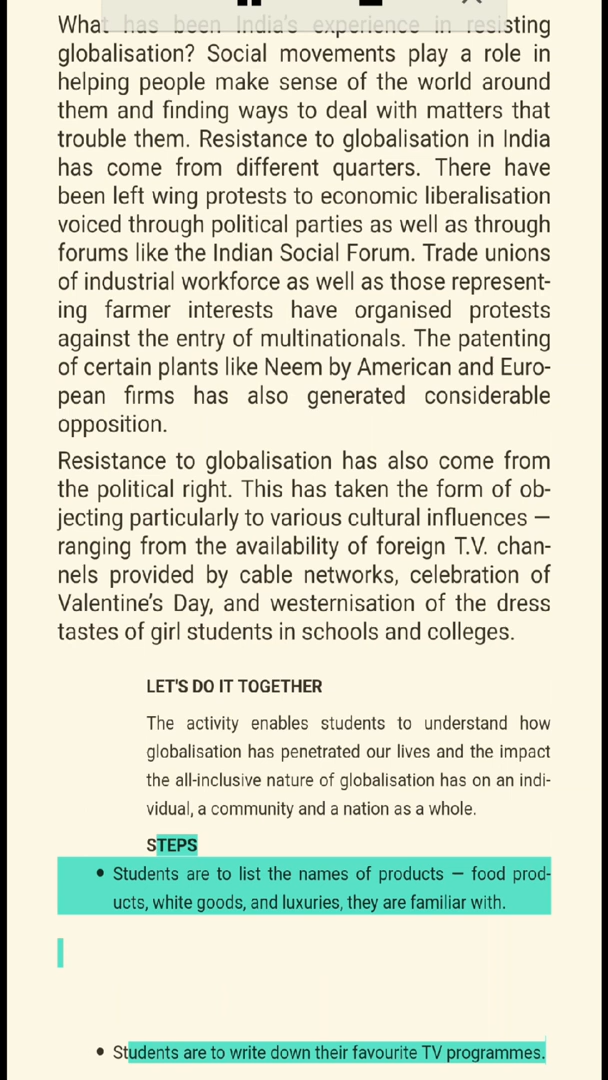 What has been India's experience in resisting
globalisation? Social movements play a role in
helping people make sense of the world around
them and finding ways to deal with matters that
trouble them. Resistance to globalisation in India
has come from different quarters. There have
been left wing protests to economic liberalisation
voiced through political parties as well as through
forums like the Indian Social Forum. Trade unions
of industrial workforce as well as those represent-
ing farmer interests have organised protests
against the entry of multinationals. The patenting
of certain plants like Neem by American and Euro-
pean firms has also generated considerable
opposition.
Resistance to globalisation has also come from
the political right. This has taken the form of ob-
jecting particularly to various cultural influences —
ranging from the availability of foreign T.V. chan-
nels provided by cable networks, celebration of
Valentine's Day, and westernisation of the dress
tastes of girl students in schools and colleges.
LET'S DO IT TOGETHER
The activity enables students to understand how
globalisation has penetrated our lives and the impact
the all-inclusive nature of globalisation has on an indi-
vidual, a community and a nation as a whole.
STEPS
• Students are to list the names of products — food prod-
ucts, white goods, and luxuries, they are familiar with.
• Students are to write down their favourite TV programmes.